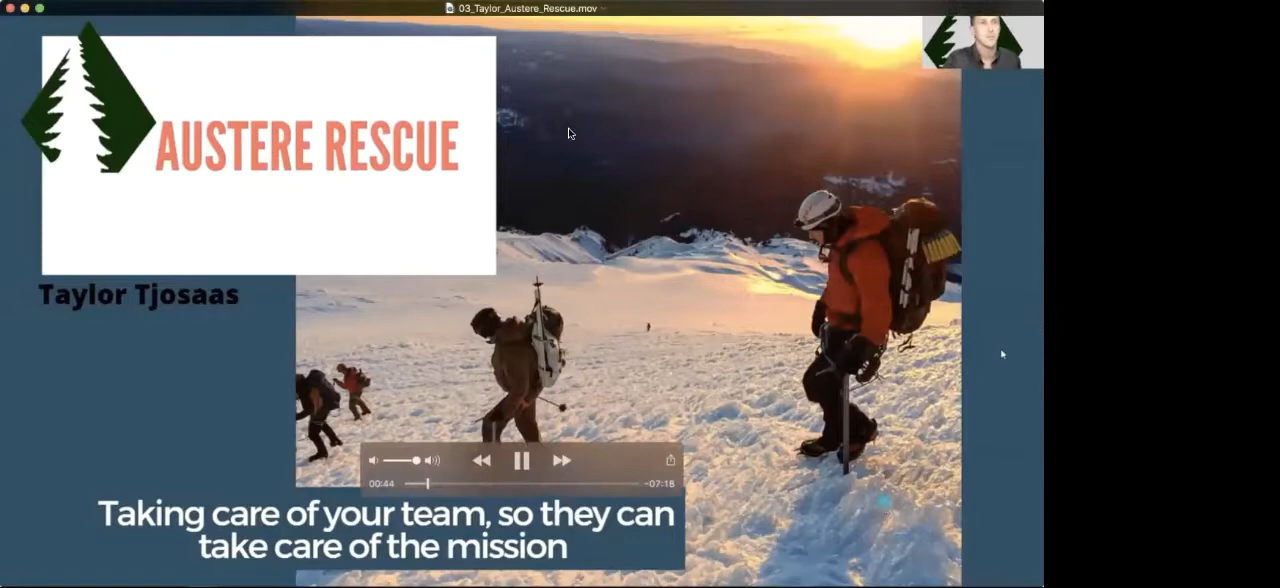 03_Taylor_Austere_Rescue.mov
AUSTERE RESCUE
Taylor Tjosaas
00:44
-07:18
Taking care of your team, so they can
take care of the mission